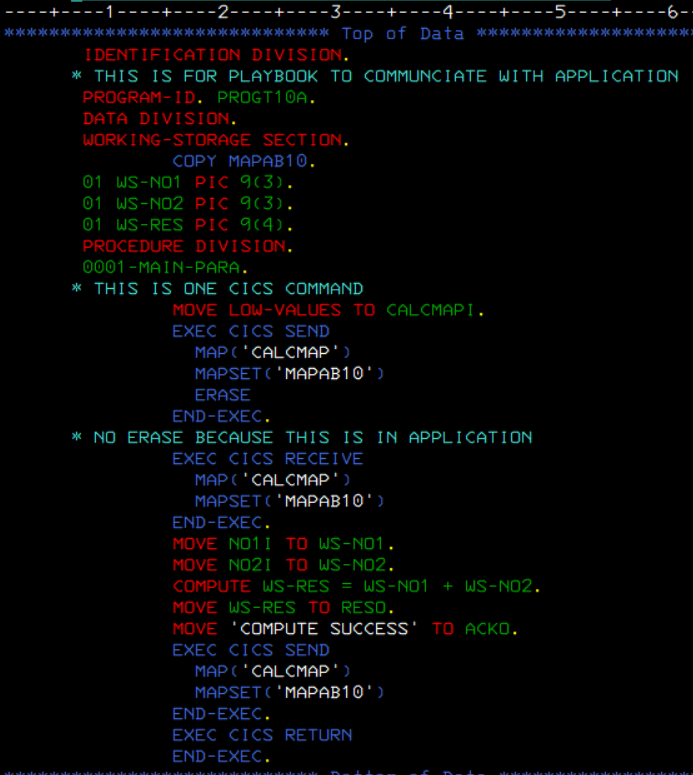 ----+----1----+----2----+----3----+----4----+----5----+----6-
***************************** Top of Data ********************
IDENTIFICATION DIVISION.
* THIS IS FOR PLAYBOOK TO COMMUNCIATE WITH APPLICATION
PROGRAM-ID. PROGT10A.
DATA DIVISION.
WORKING-STORAGE SECTION.
COPY MAPAB10.
01 WS-NO1 PIC 9(3).
01 WS-NO2 PIC 9(3).
01 WS-RES PIC 9(4).
PROCEDURE DIVISION.
0001-MAIN-PARA.
* THIS IS ONE CICS COMMAND
MOVE LOW-VALUES TO CALCMAPI.
EXEC CICS SEND
MAP('CALCMAP')
MAPSET('MAPAB10')
ERASE
END-EXEC.
* NO ERASE BECAUSE THIS IS IN APPLICATION
EXEC CICS RECEIVE
MAP('CALCMAP')
MAPSET('MAPAB10')
END-EXEC.
MOVE NO1I TO WS-NO1.
MOVE NO2I TO WS-NO2.
COMPUTE WS-RES = WS-NO1 + WS-NO2.
MOVE WS-RES TO RESO.
MOVE 'COMPUTE SUCCESS' TO ACKO.
EXEC CICS SEND
MAP('CALCMAP')
MAPSET('MAPAB10')
END-EXEC.
EXEC CICS RETURN
END-EXEC.
**************************** Bottom of Data ******************